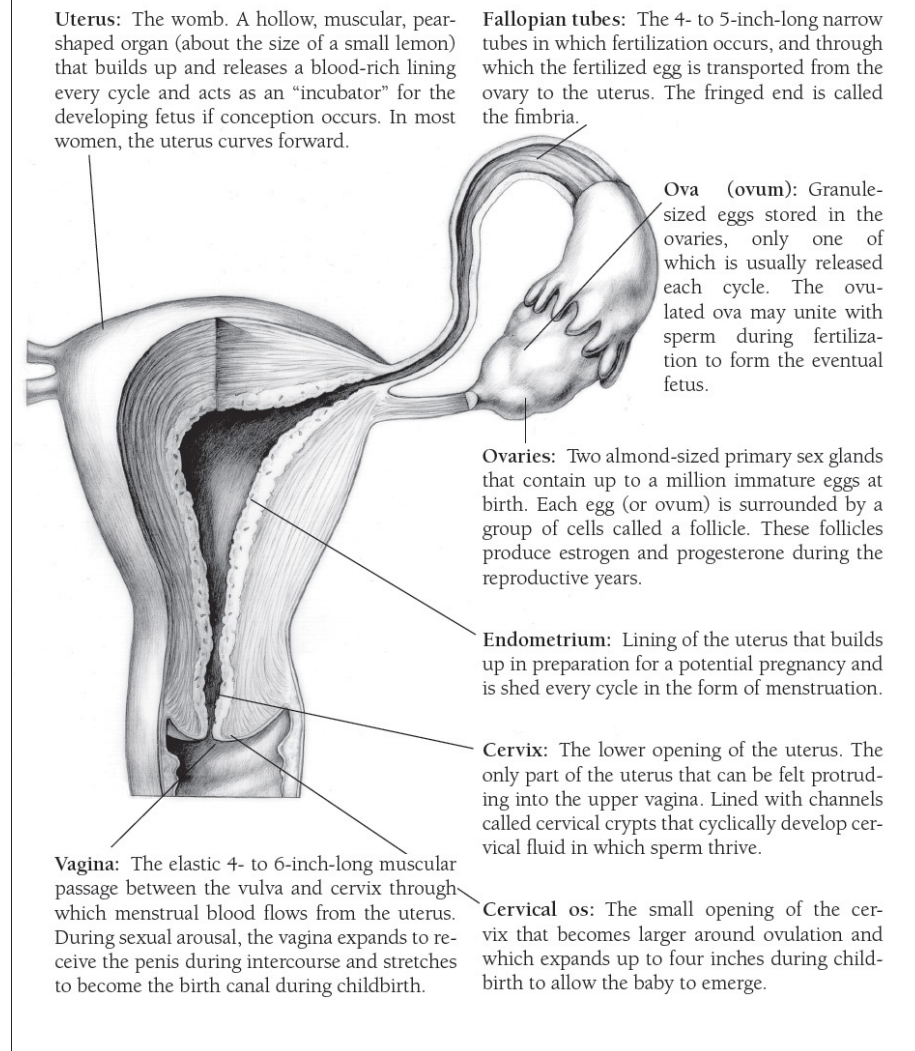 Uterus: The womb. A hollow, muscular, pear-
shaped organ (about the size of a small lemon)
that builds up and releases a blood-rich lining
every cycle and acts as an “incubator” for the
developing fetus if conception occurs. In most
women, the uterus curves forward.
Fallopian tubes: The 4- to 5-inch-long narrow
tubes in which fertilization occurs, and through
which the fertilized egg is transported from the
ovary to the uterus. The fringed end is called
the fimbria.
Ova (ovum): Granule-
sized eggs stored in the
ovaries, only one of
which is usually released
each cycle. The ovu-
lated ova may unite with
sperm during fertiliza-
tion to form the eventual
fetus.
Ovaries: Two almond-sized primary sex glands
that contain up to a million immature eggs at
birth. Each egg (or ovum) is surrounded by a
group of cells called a follicle. These follicles
produce estrogen and progesterone during the
reproductive years.
Endometrium: Lining of the uterus that builds
up in preparation for a potential pregnancy and
is shed every cycle in the form of menstruation.
Cervix: The lower opening of the uterus. The
only part of the uterus that can be felt protrud-
ing into the upper vagina. Lined with channels
called cervical crypts that cyclically develop cer-
vical fluid in which sperm thrive.
Vagina: The elastic 4- to 6-inch-long muscular
passage between the vulva and cervix through
which menstrual blood flows from the uterus.
During sexual arousal, the vagina expands to re-
ceive the penis during intercourse and stretches
to become the birth canal during childbirth.
Cervical os: The small opening of the cer-
vix that becomes larger around ovulation and
which expands up to four inches during child-
birth to allow the baby to emerge.